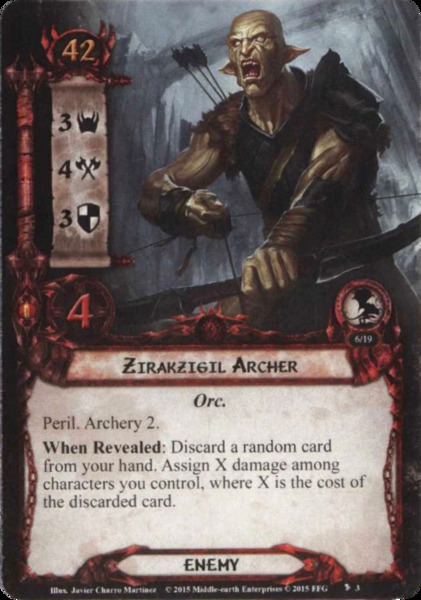 42
3
4
3
4
6/19
Zirakzigil Archer
Orc.
Peril. Archery 2.
When Revealed: Discard a random card
from your hand. Assign X damage among
characters you control, where X is the cost of
the discarded card.
ENEMY
Illus. Javier Charro Martinez © 2015 Middle-earth Enterprises © 2015 FFG 3